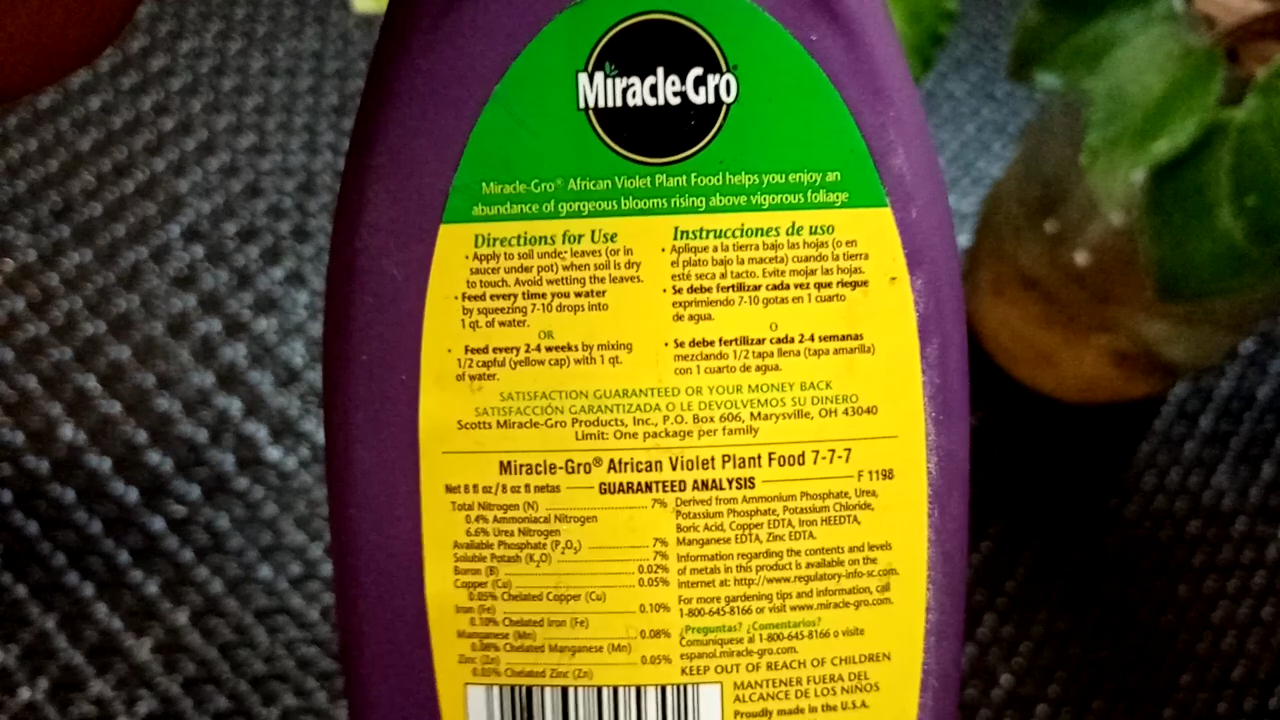 Miracle-Gro®
Miracle-Gro® African Violet Plant Food helps you enjoy an
abundance of gorgeous blooms rising above vigorous foliage
Directions for Use
• Apply to soil under leaves (or in
saucer under pot) when soil is dry
to touch. Avoid wetting the leaves.
• Feed every time you water
by squeezing 7-10 drops into
1 qt. of water.
OR
• Feed every 2-4 weeks by mixing
1/2 capful (yellow cap) with 1 qt.
of water.
Instrucciones de uso
• Aplique a la tierra bajo las hojas (o en
el plato bajo la maceta) cuando la tierra
esté seca al tacto. Evite mojar las hojas.
• Se debe fertilizar cada vez que riegue
exprimiendo 7-10 gotas en 1 cuarto
de agua.
O
• Se debe fertilizar cada 2-4 semanas
mezclando 1/2 tapa llena (tapa amarilla)
con 1 cuarto de agua.
SATISFACTION GUARANTEED OR YOUR MONEY BACK
SATISFACCIÓN GARANTIZADA O LE DEVOLVEMOS SU DINERO
Scotts Miracle-Gro Products, Inc., P.O. Box 606, Marysville, OH 43040
Limit: One package per family
Miracle-Gro® African Violet Plant Food 7-7-7
Net 8 fl oz/8 oz fl netas GUARANTEED ANALYSIS F 1198
Total Nitrogen (N) 7%
0.4% Ammoniacal Nitrogen
6.6% Urea Nitrogen
Available Phosphate (P₂O₅) 7%
Soluble Potash (K₂O) 7%
Boron (B) 0.02%
Copper (Cu) 0.05%
0.05% Chelated Copper (Cu)
Iron (Fe) 0.10%
0.10% Chelated Iron (Fe)
Manganese (Mn) 0.08%
0.08% Chelated Manganese (Mn)
Zinc (Zn) 0.05%
0.05% Chelated Zinc (Zn)
Derived from Ammonium Phosphate, Urea,
Potassium Phosphate, Potassium Chloride,
Boric Acid, Copper EDTA, Iron HEEDTA,
Manganese EDTA, Zinc EDTA.
Information regarding the contents and levels
of metals in this product is available on the
internet at: http://www.regulatory-info-sc.com.
For more gardening tips and information, call
1-800-645-8166 or visit www.miracle-gro.com.
¿Preguntas? ¿Comentarios?
Comuníquese al 1-800-645-8166 o visite
espanol.miracle-gro.com.
KEEP OUT OF REACH OF CHILDREN
MANTENER FUERA DEL
ALCANCE DE LOS NIÑOS
Proudly made in the U.S.A.